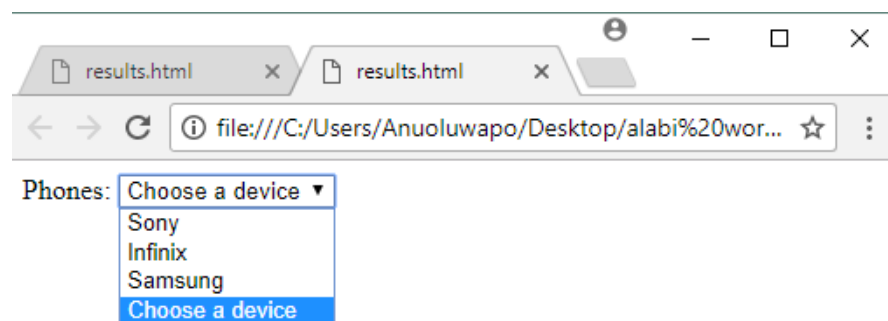 results.html
results.html
file:///C:/Users/Anuoluwapo/Desktop/alabi%20wor...
Phones: Choose a device
Sony
Infinix
Samsung
Choose a device